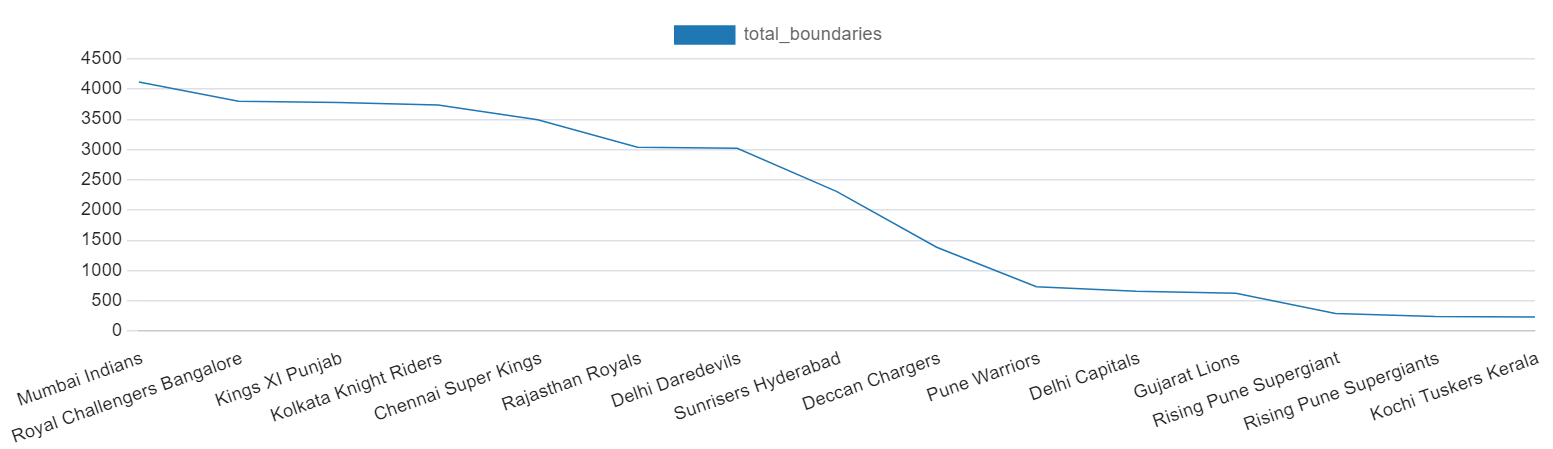 total_boundaries
4500
4000
3500
3000
2500
2000
1500
1000
500
0
Mumbai Indians
Royal Challengers Bangalore
Kings XI Punjab
Kolkata Knight Riders
Chennai Super Kings
Rajasthan Royals
Delhi Daredevils
Sunrisers Hyderabad
Deccan Chargers
Pune Warriors
Delhi Capitals
Gujarat Lions
Rising Pune Supergiant
Rising Pune Supergiants
Kochi Tuskers Kerala